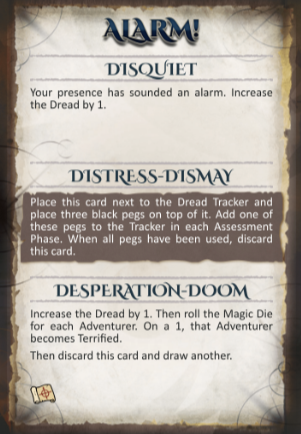 ALARM!
DISQUIET
Your presence has sounded an alarm. Increase
the Dread by 1.
DISTRESS-DISMAY
Place this card next to the Dread Tracker and
place three black pegs on top of it. Add one of
these pegs to the Tracker in each Assessment
Phase. When all pegs have been used, discard
this card.
DESPERATION-DOOM
Increase the Dread by 1. Then roll the Magic Die
for each Adventurer. On a 1, that Adventurer
becomes Terrified.
Then discard this card and draw another.